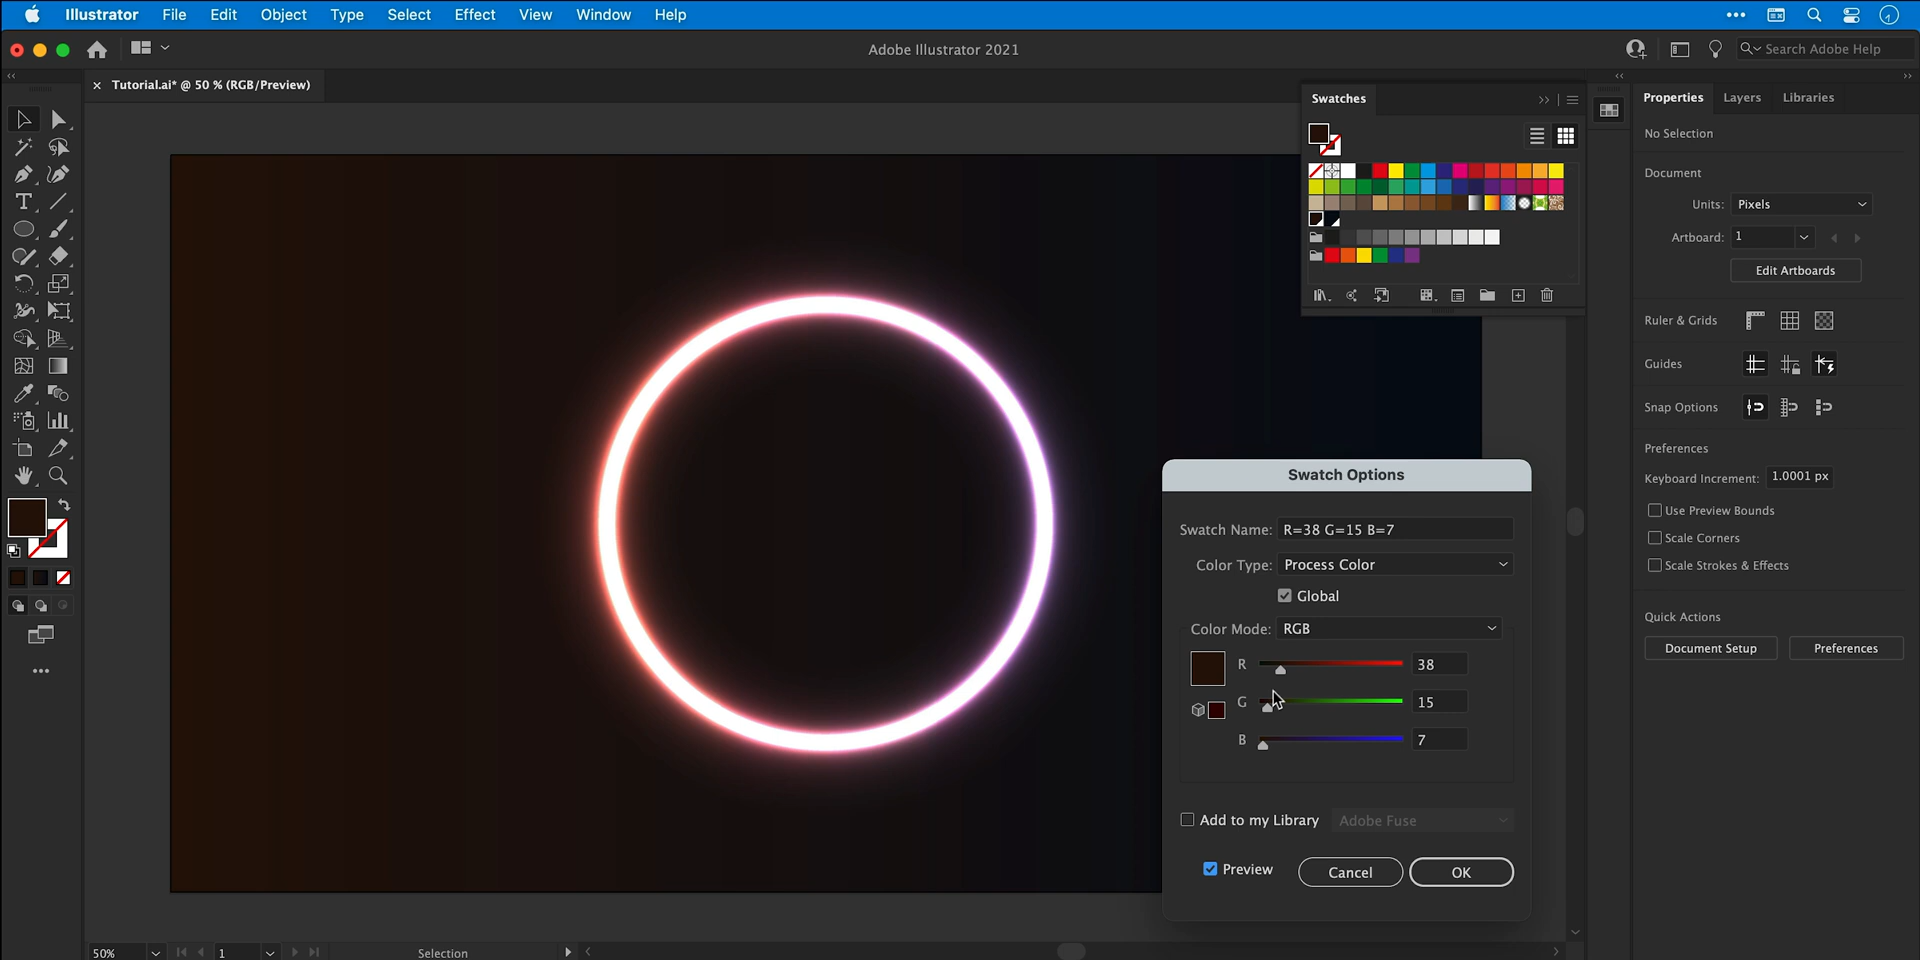 Illustrator File Edit Object Type Select Effect View Window Help
Adobe Illustrator 2021
Search Adobe Help
Tutorial.ai* @ 50 % (RGB/Preview)
Swatches
Properties Layers Libraries
No Selection
Document
Units: Pixels
Artboard: 1
Edit Artboards
Ruler & Grids
Guides
Snap Options
Preferences
Keyboard Increment: 1.0001 px
Use Preview Bounds
Scale Corners
Scale Strokes & Effects
Quick Actions
Document Setup Preferences
Swatch Options
Swatch Name: R=38 G=15 B=7
Color Type: Process Color
Global
Color Mode: RGB
R 38
G 15
B 7
Add to my Library Adobe Fuse
Preview Cancel OK
50% 1 Selection